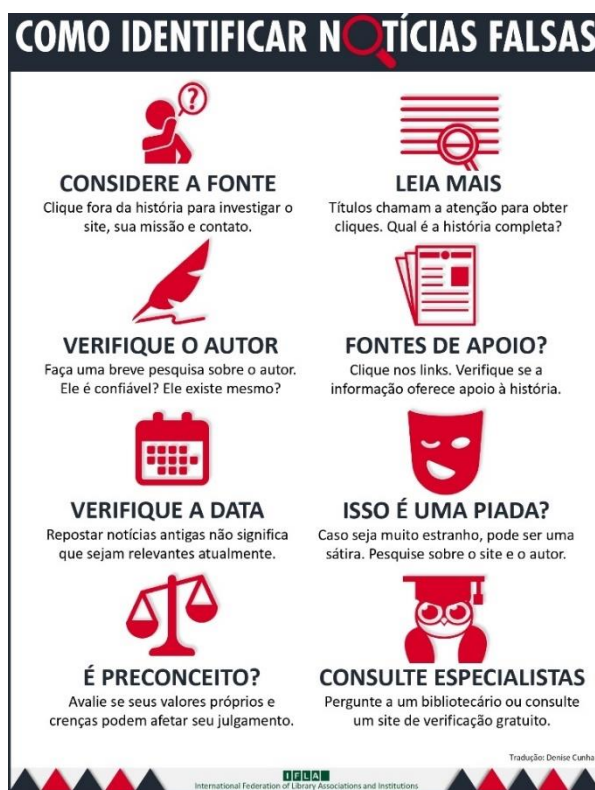 COMO IDENTIFICAR NOTÍCIAS FALSAS
?
CONSIDERE A FONTE
Clique fora da história para investigar o
site, sua missão e contato.
LEIA MAIS
Títulos chamam a atenção para obter
cliques. Qual é a história completa?
VERIFIQUE O AUTOR
Faça uma breve pesquisa sobre o autor.
Ele é confiável? Ele existe mesmo?
FONTES DE APOIO?
Clique nos links. Verifique se a
informação oferece apoio à história.
VERIFIQUE A DATA
Repostar notícias antigas não significa
que sejam relevantes atualmente.
ISSO É UMA PIADA?
Caso seja muito estranho, pode ser uma
sátira. Pesquise sobre o site e o autor.
É PRECONCEITO?
Avalie se seus valores próprios e
crenças podem afetar seu julgamento.
CONSULTE ESPECIALISTAS
Pergunte a um bibliotecário ou consulte
um site de verificação gratuito.
Tradução: Denise Cunha
IFLA
International Federation of Library Associations and Institutions